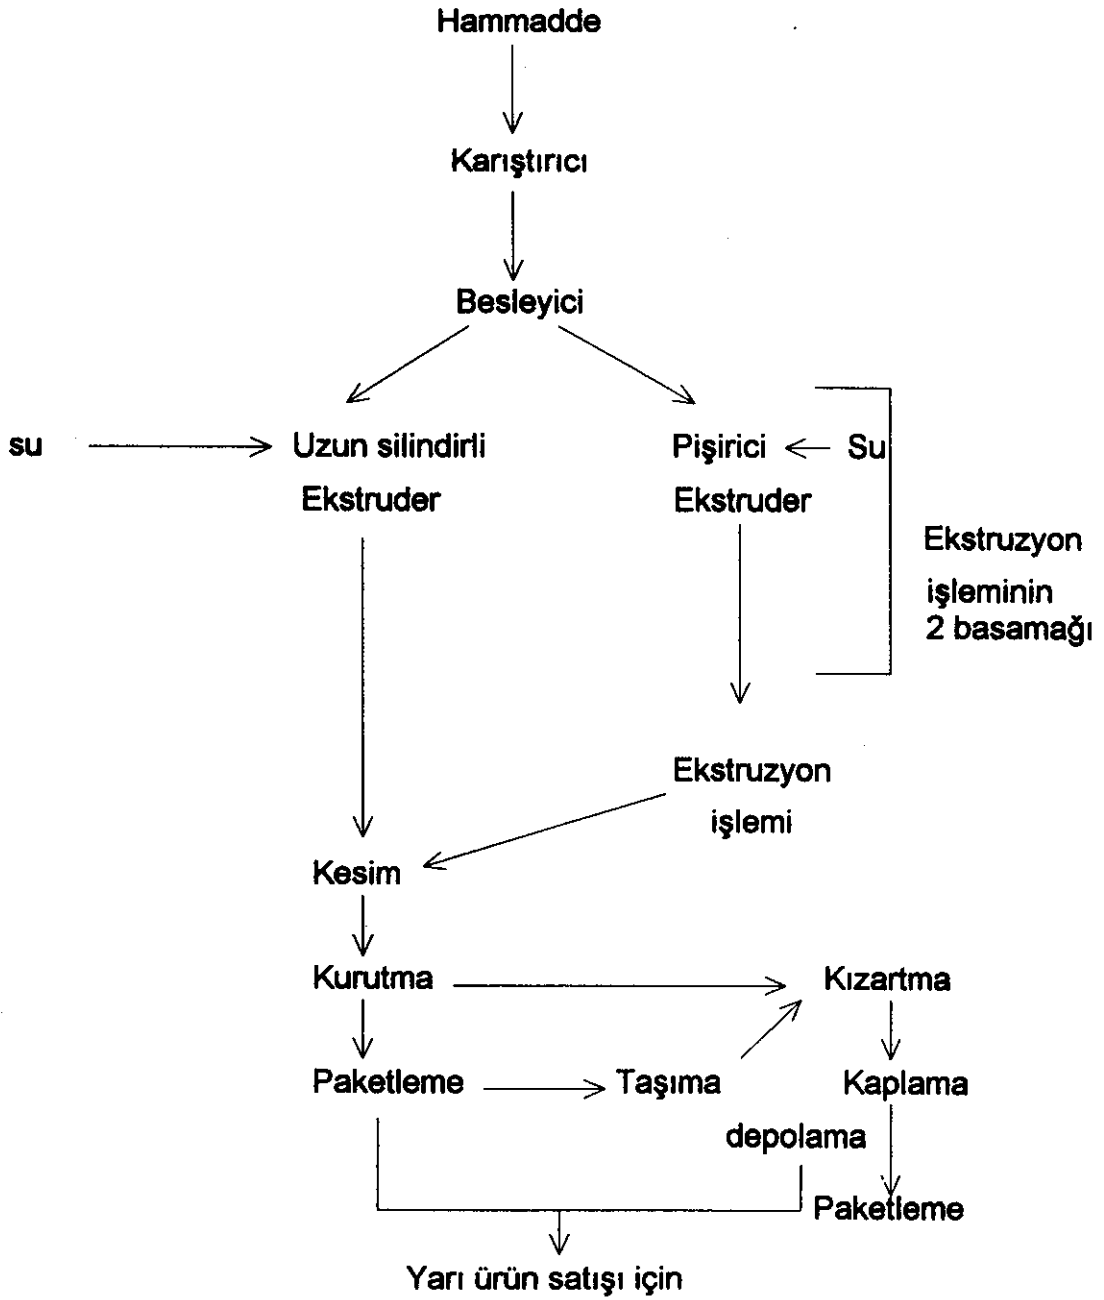 Hammadde
Karıştırıcı
Besleyici
su
Uzun silindirli
Ekstruder
Pişirici
Ekstruder
Su
Ekstruzyon
işleminin
2 basamağı
Ekstruzyon
işlemi
Kesim
Kurutma
Kızartma
Paketleme
Taşıma
Kaplama
depolama
Paketleme
Yarı ürün satışı için